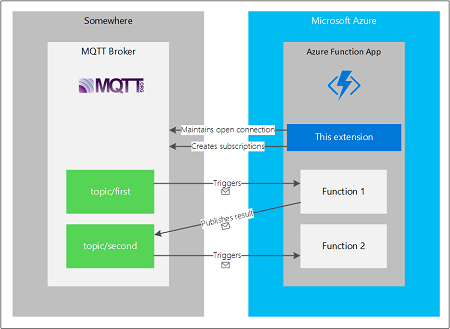 Somewhere
Microsoft Azure
MQTT Broker
Azure Function App
MQTT
Maintains open connection
This extension
Creates subscriptions
topic/first
Triggers
Function 1
Publishes result
topic/second
Triggers
Function 2